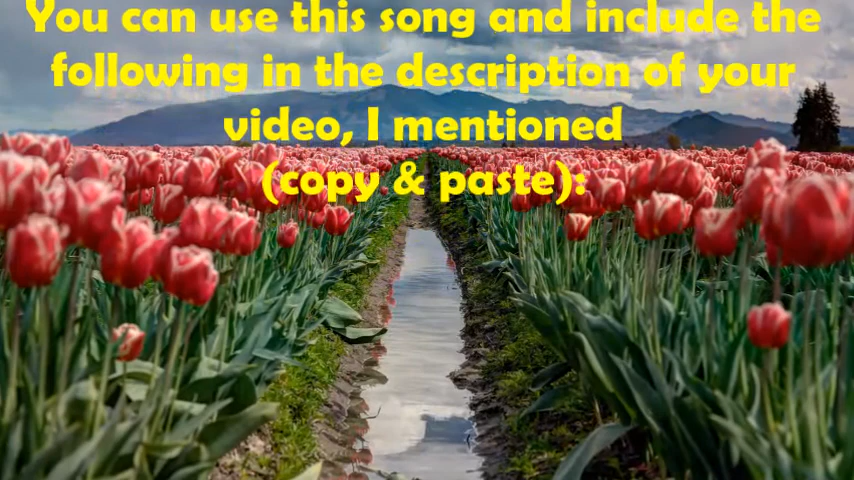 You can use this song and include the
following in the description of your
video, I mentioned
(copy & paste):